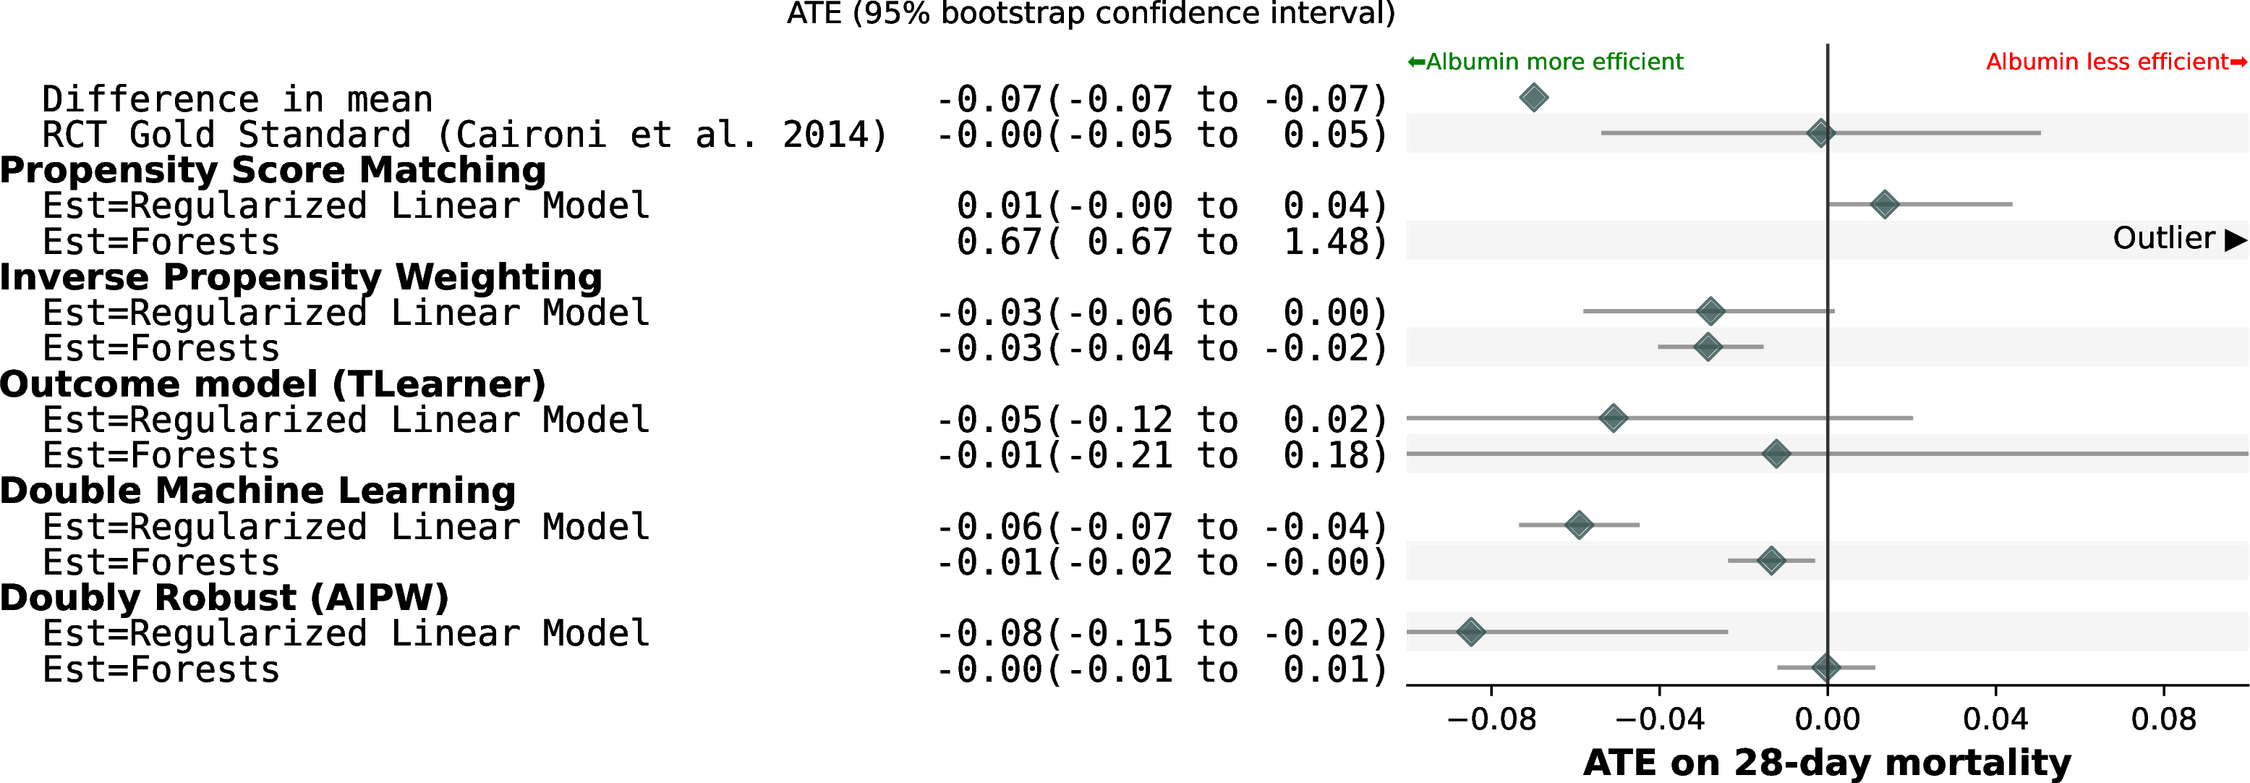 ATE (95% bootstrap confidence interval)
⬅Albumin more efficient Albumin less efficient➡
Difference in mean -0.07(-0.07 to -0.07)
RCT Gold Standard (Caironi et al. 2014) -0.00(-0.05 to 0.05)
Propensity Score Matching
Est=Regularized Linear Model 0.01(-0.00 to 0.04)
Est=Forests 0.67( 0.67 to 1.48) Outlier ▶
Inverse Propensity Weighting
Est=Regularized Linear Model -0.03(-0.06 to 0.00)
Est=Forests -0.03(-0.04 to -0.02)
Outcome model (TLearner)
Est=Regularized Linear Model -0.05(-0.12 to 0.02)
Est=Forests -0.01(-0.21 to 0.18)
Double Machine Learning
Est=Regularized Linear Model -0.06(-0.07 to -0.04)
Est=Forests -0.01(-0.02 to -0.00)
Doubly Robust (AIPW)
Est=Regularized Linear Model -0.08(-0.15 to -0.02)
Est=Forests -0.00(-0.01 to 0.01)
−0.08 −0.04 0.00 0.04 0.08
ATE on 28-day mortality